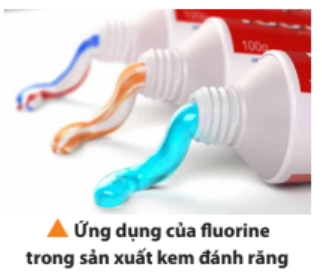 100g
▲ Ứng dụng của fluorine
trong sản xuất kem đánh răng